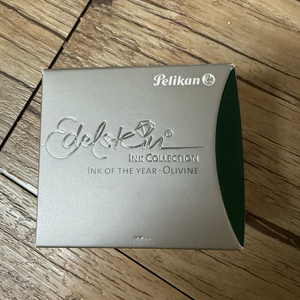 Pelikan
Edelstein
INK COLLECTION
INK OF THE YEAR · OLIVINE